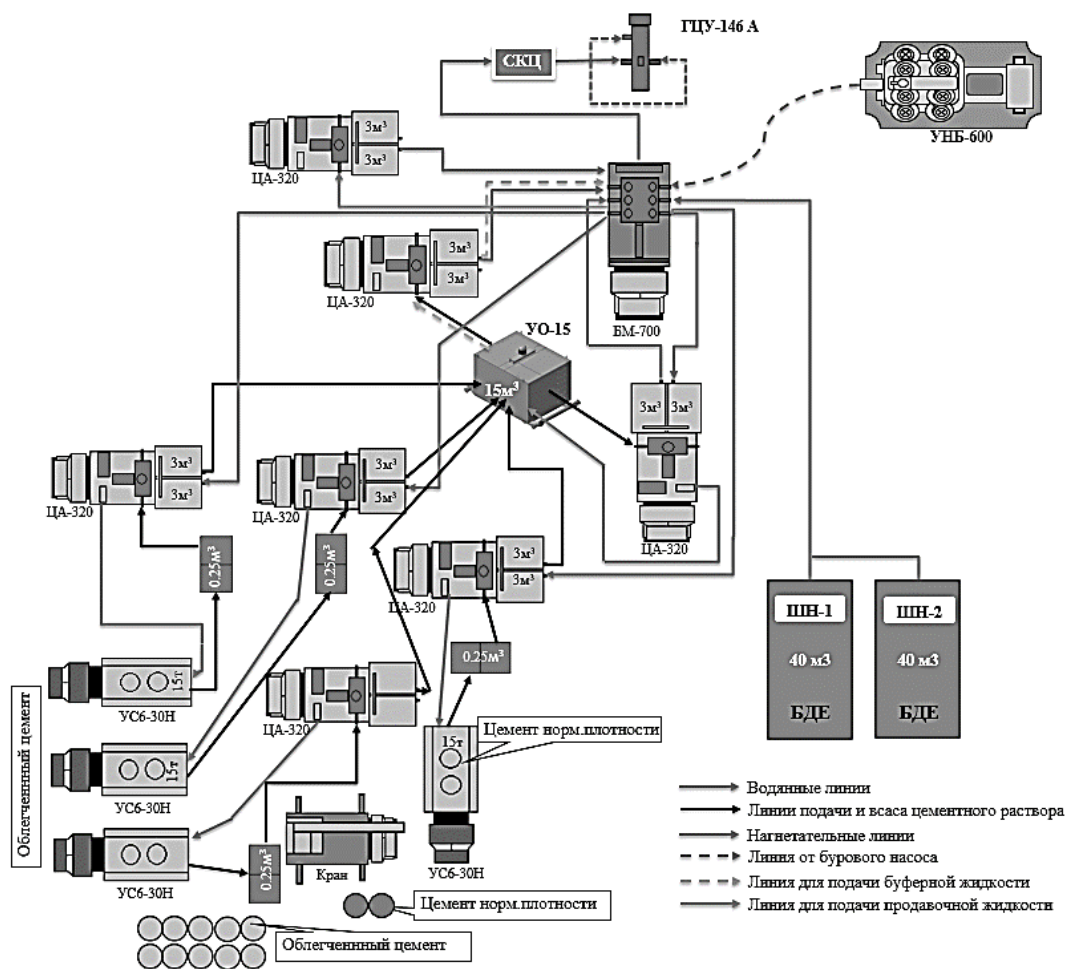 ГЦУ-146 А
СКЦ
УНБ-600
3м³
3м³
ЦА-320
БМ-700
3м³
3м³
ЦА-320
УО-15
15м³
3м³
3м³
ЦА-320
3м³
3м³
ЦА-320
3м³
3м³
ЦА-320
0.25м³
0.25м³
3м³
3м³
ЦА-320
0.25м³
ШН-1
40 м3
БДЕ
ШН-2
40 м3
БДЕ
15т
УС6-30Н
ЦА-320
15т
УС6-30Н
УС6-30Н
0.25м³
15т
УС6-30Н
Цемент норм.плотности
Кран
Облегченнный цемент
Цемент норм.плотности
Облегченнный цемент
Водянные линии
Линии подачи и всаса цементного раствора
Нагнетательные линии
Линия от бурового насоса
Линия для подачи буферной жидкости
Линия для подачи продавочной жидкости